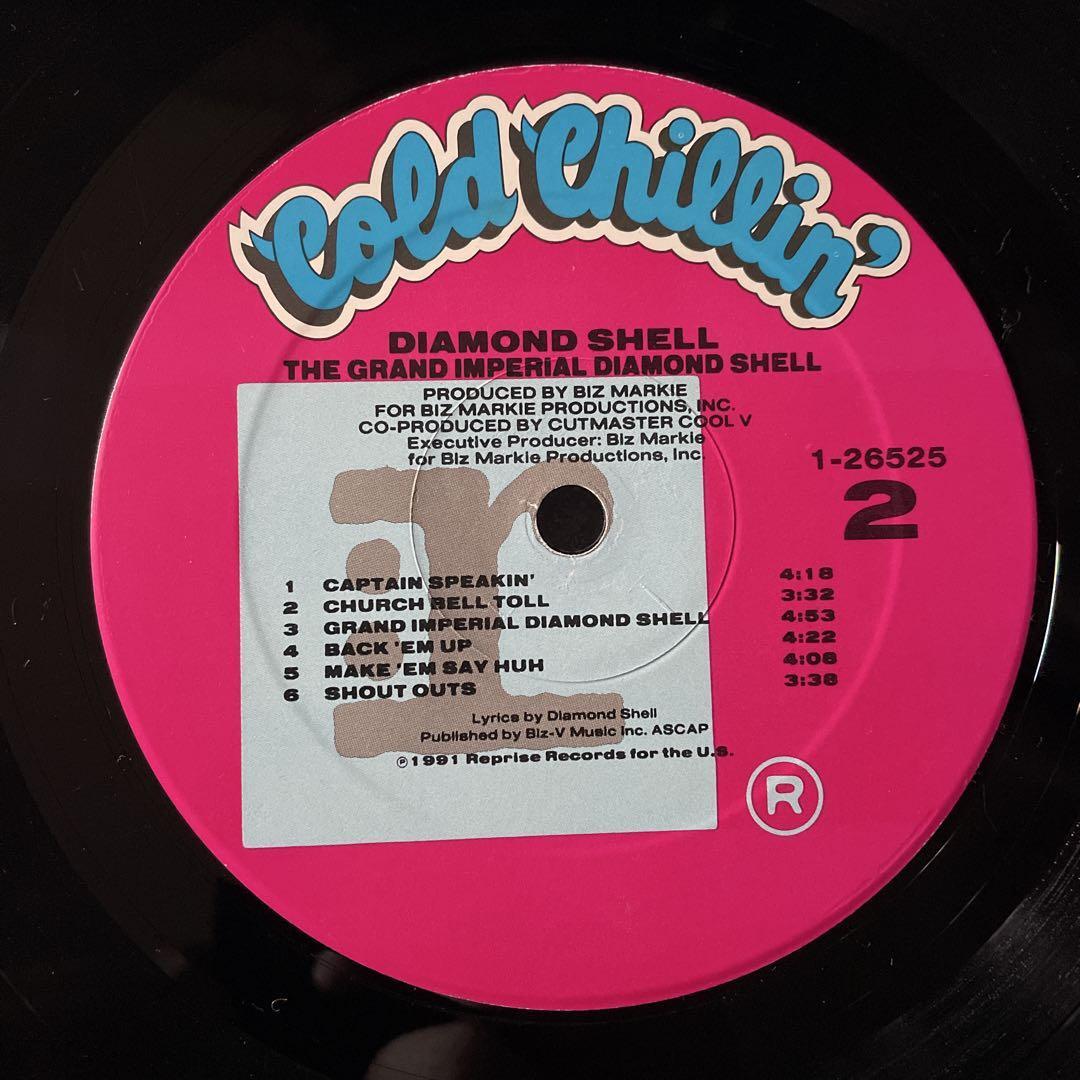 Cold Chillin'
DIAMOND SHELL
THE GRAND IMPERIAL DIAMOND SHELL
PRODUCED BY BIZ MARKIE
FOR BIZ MARKIE PRODUCTIONS, INC.
CO-PRODUCED BY CUTMASTER COOL V
Executive Producer: Biz Markie
for Biz Markie Productions, Inc.
1-26525
2
r
1 CAPTAIN SPEAKIN' 4:18
2 CHURCH BELL TOLL 3:32
3 GRAND IMPERIAL DIAMOND SHELL 4:53
4 BACK 'EM UP 4:22
5 MAKE 'EM SAY HUH 4:08
6 SHOUT OUTS 3:38
Lyrics by Diamond Shell
Published by Biz-V Music Inc. ASCAP
℗1991 Reprise Records for the U.S.
R